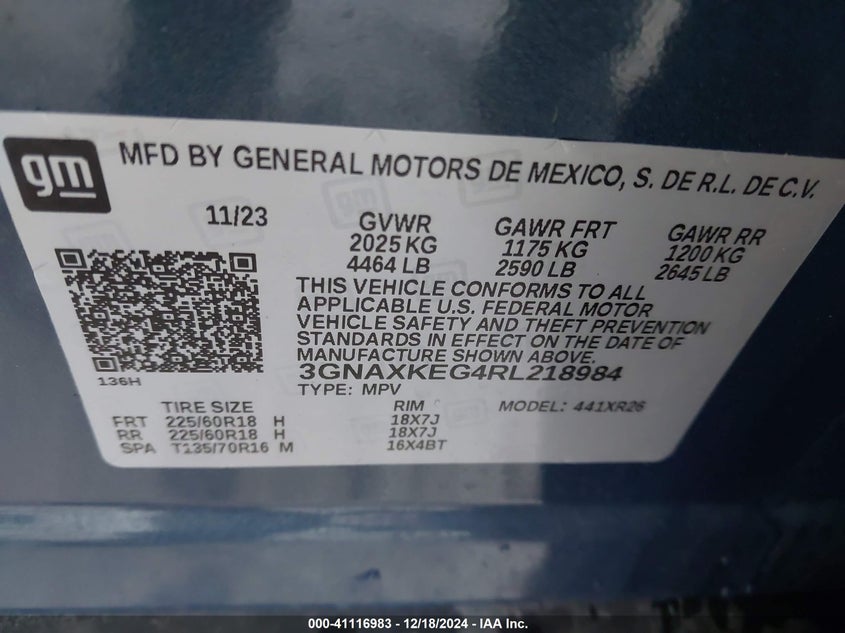 gm
MFD BY GENERAL MOTORS DE MEXICO, S. DE R.L. DE C.V.
11/23
GVWR
2025 KG
4464 LB
GAWR FRT
1175 KG
2590 LB
GAWR RR
1200 KG
2645 LB
THIS VEHICLE CONFORMS TO ALL
APPLICABLE U.S. FEDERAL MOTOR
VEHICLE SAFETY AND THEFT PREVENTION
STANDARDS IN EFFECT ON THE DATE OF
MANUFACTURE SHOWN ABOVE.
3GNAXKEG4RL218984
TYPE: MPV
136H
TIRE SIZE
RIM
MODEL: 441XR26
FRT 225/60R18 H 18X7J
RR 225/60R18 H 18X7J
SPA T135/70R16 M 16X4BT
000-41116983 - 12/18/2024 - IAA Inc.